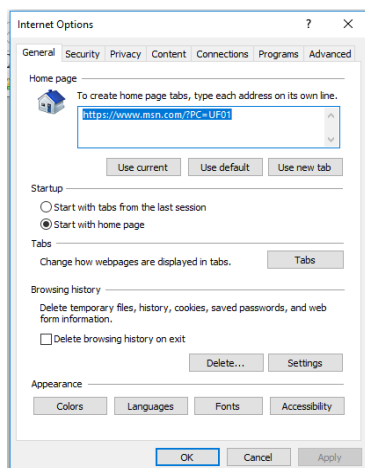 Internet Options ? X
General Security Privacy Content Connections Programs Advanced
Home page
To create home page tabs, type each address on its own line.
https://www.msn.com/?PC=UF01
Use current Use default Use new tab
Startup
Start with tabs from the last session
Start with home page
Tabs
Change how webpages are displayed in tabs. Tabs
Browsing history
Delete temporary files, history, cookies, saved passwords, and web
form information.
Delete browsing history on exit
Delete... Settings
Appearance
Colors Languages Fonts Accessibility
OK Cancel Apply